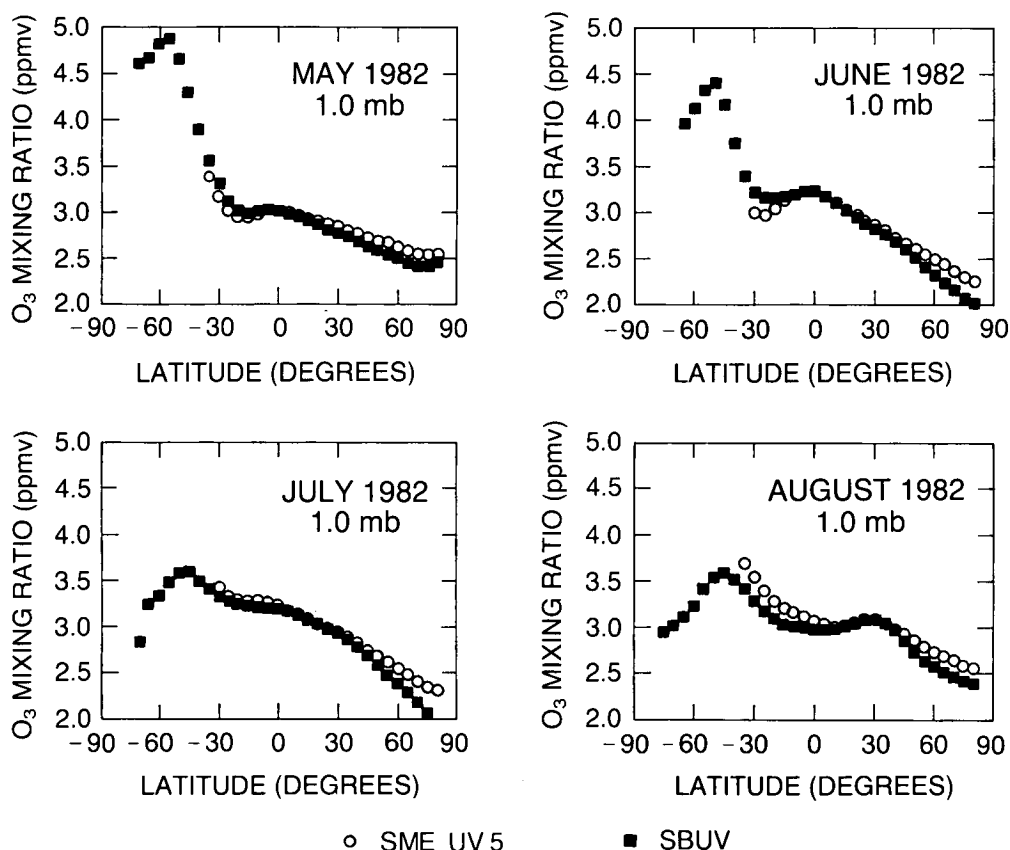 MAY 1982
1.0 mb
O₃ MIXING RATIO (ppmv)
5.0
4.5
4.0
3.5
3.0
2.5
2.0
−90 −60 −30 0 30 60 90
LATITUDE (DEGREES)
JUNE 1982
1.0 mb
O₃ MIXING RATIO (ppmv)
5.0
4.5
4.0
3.5
3.0
2.5
2.0
−90 −60 −30 0 30 60 90
LATITUDE (DEGREES)
JULY 1982
1.0 mb
O₃ MIXING RATIO (ppmv)
5.0
4.5
4.0
3.5
3.0
2.5
2.0
−90 −60 −30 0 30 60 90
LATITUDE (DEGREES)
AUGUST 1982
1.0 mb
O₃ MIXING RATIO (ppmv)
5.0
4.5
4.0
3.5
3.0
2.5
2.0
−90 −60 −30 0 30 60 90
LATITUDE (DEGREES)
SME UV 5
SBUV